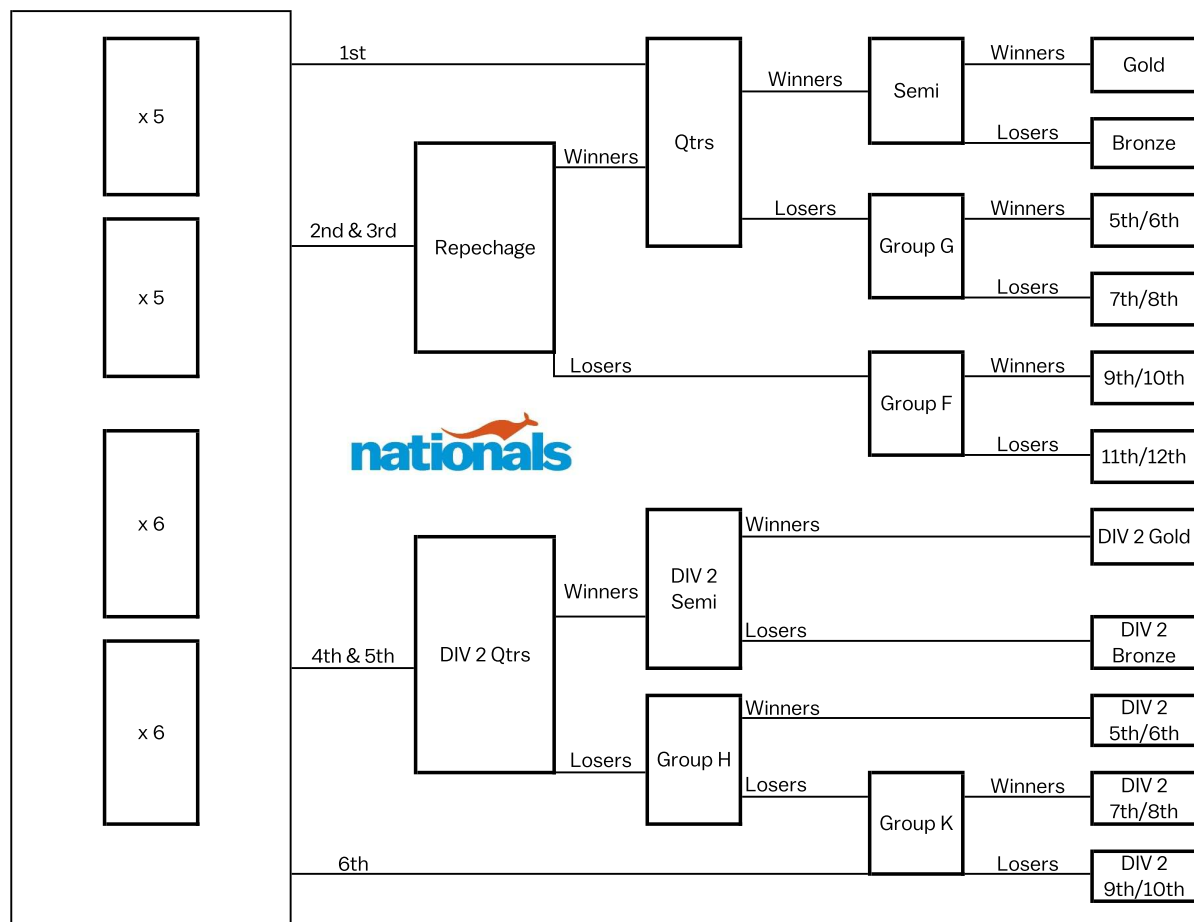 x 5
x 5
x 6
x 6
1st
2nd & 3rd
4th & 5th
6th
Repechage
Winners
Losers
nationals
DIV 2 Qtrs
Winners
Losers
Qtrs
Winners
Losers
DIV 2
Semi
Winners
Losers
Group H
Winners
Losers
Semi
Winners
Losers
Group G
Winners
Losers
Group F
Winners
Losers
Group K
Winners
Losers
Gold
Bronze
5th/6th
7th/8th
9th/10th
11th/12th
DIV 2 Gold
DIV 2
Bronze
DIV 2
5th/6th
DIV 2
7th/8th
DIV 2
9th/10th